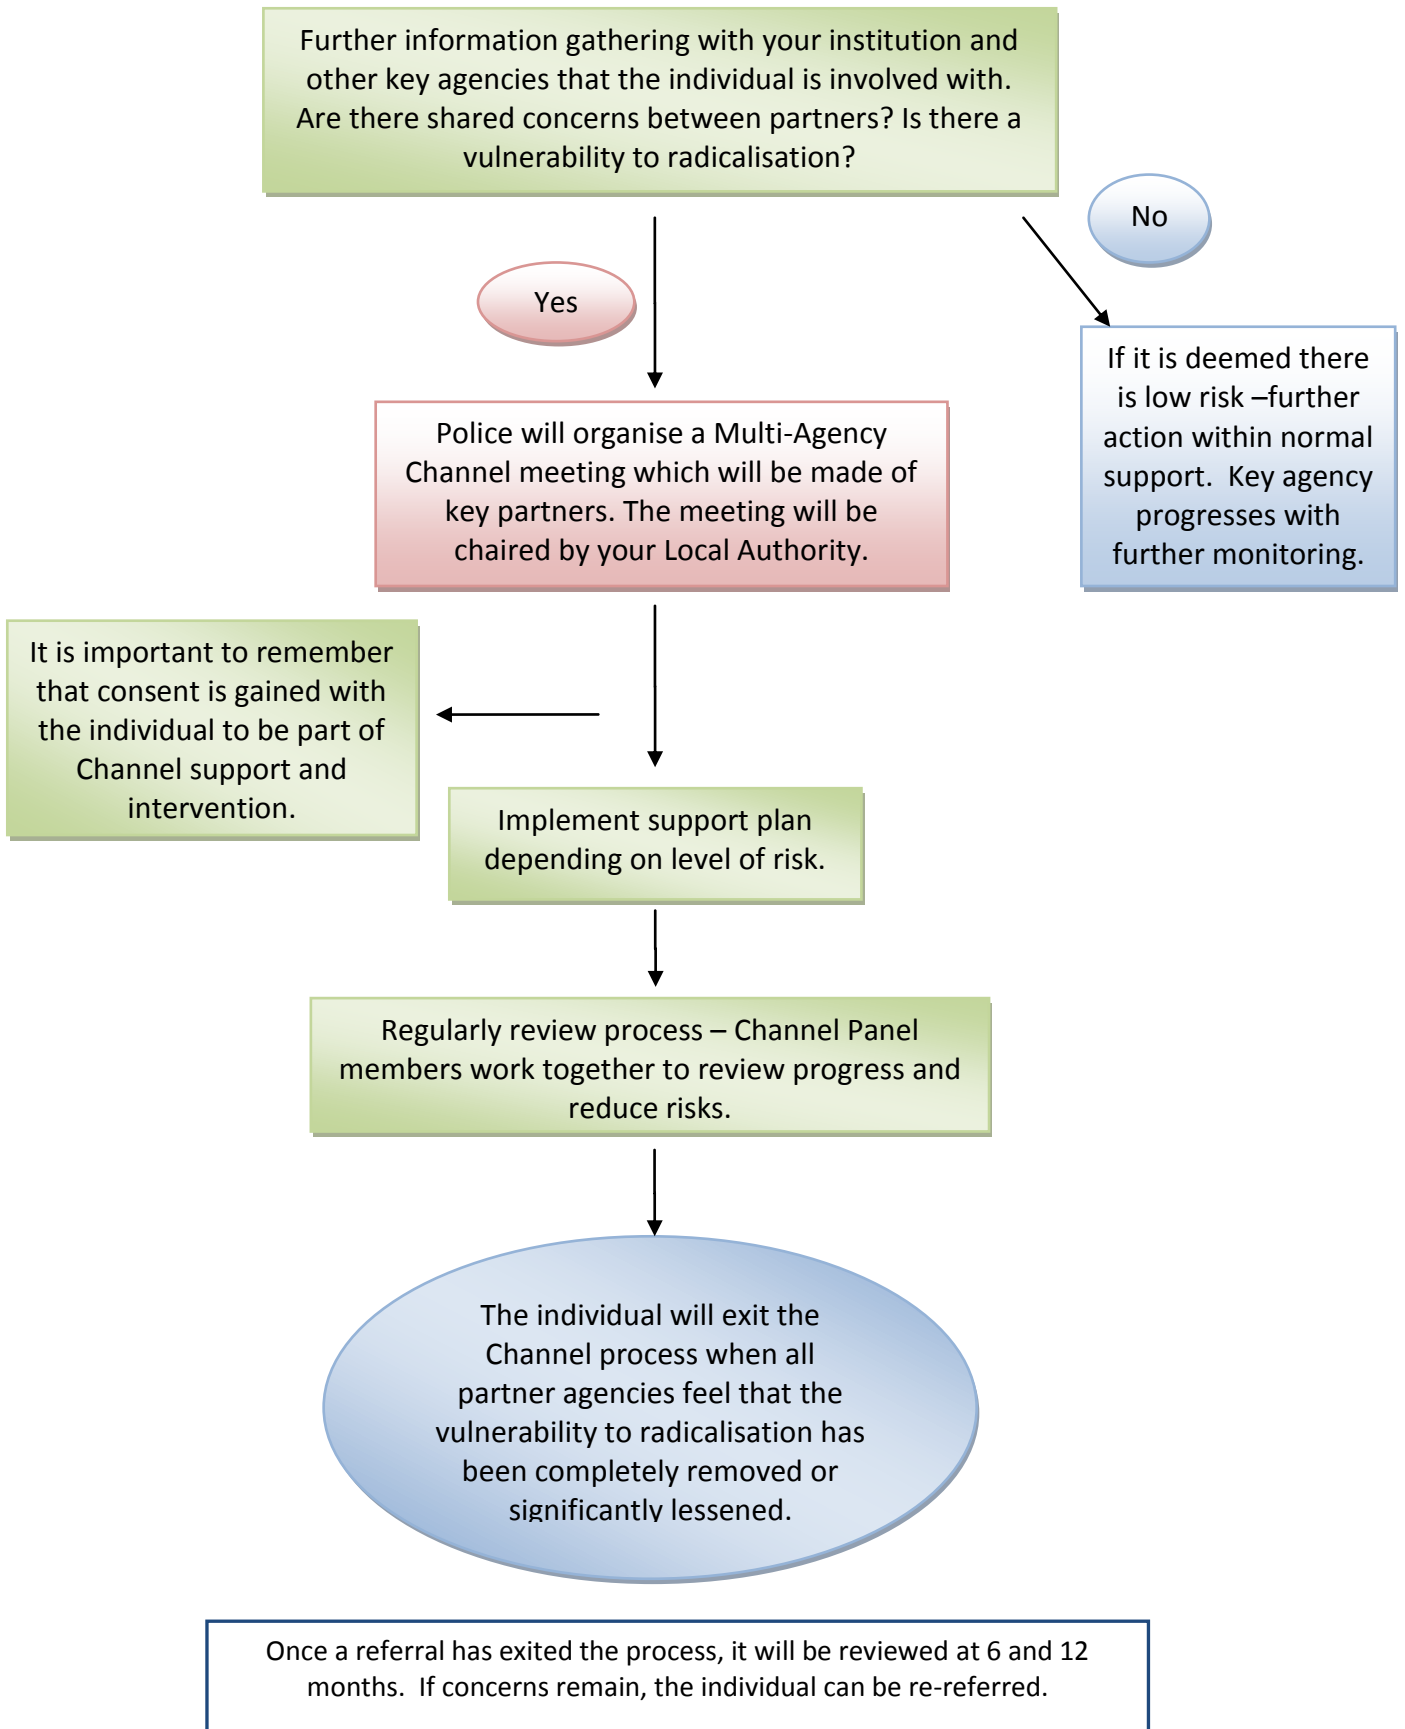 Further information gathering with your institution and
other key agencies that the individual is involved with.
Are there shared concerns between partners? Is there a
vulnerability to radicalisation?
No
Yes
If it is deemed there
is low risk –further
action within normal
support.  Key agency
progresses with
further monitoring.
Police will organise a Multi-Agency
Channel meeting which will be made of
key partners. The meeting will be
chaired by your Local Authority.
It is important to remember
that consent is gained with
the individual to be part of
Channel support and
intervention.
Implement support plan
depending on level of risk.
Regularly review process – Channel Panel
members work together to review progress and
reduce risks.
The individual will exit the
Channel process when all
partner agencies feel that the
vulnerability to radicalisation has
been completely removed or
significantly lessened.
Once a referral has exited the process, it will be reviewed at 6 and 12
months.  If concerns remain, the individual can be re-referred.